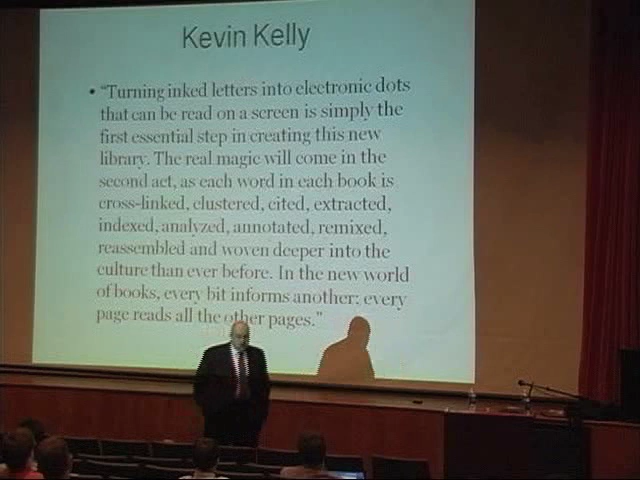 Kevin Kelly
• "Turning inked letters into electronic dots
that can be read on a screen is simply the
first essential step in creating this new
library. The real magic will come in the
second act, as each word in each book is
cross-linked, clustered, cited, extracted,
indexed, analyzed, annotated, remixed,
reassembled and woven deeper into the
culture than ever before. In the new world
of books, every bit informs another; every
page reads all the other pages."